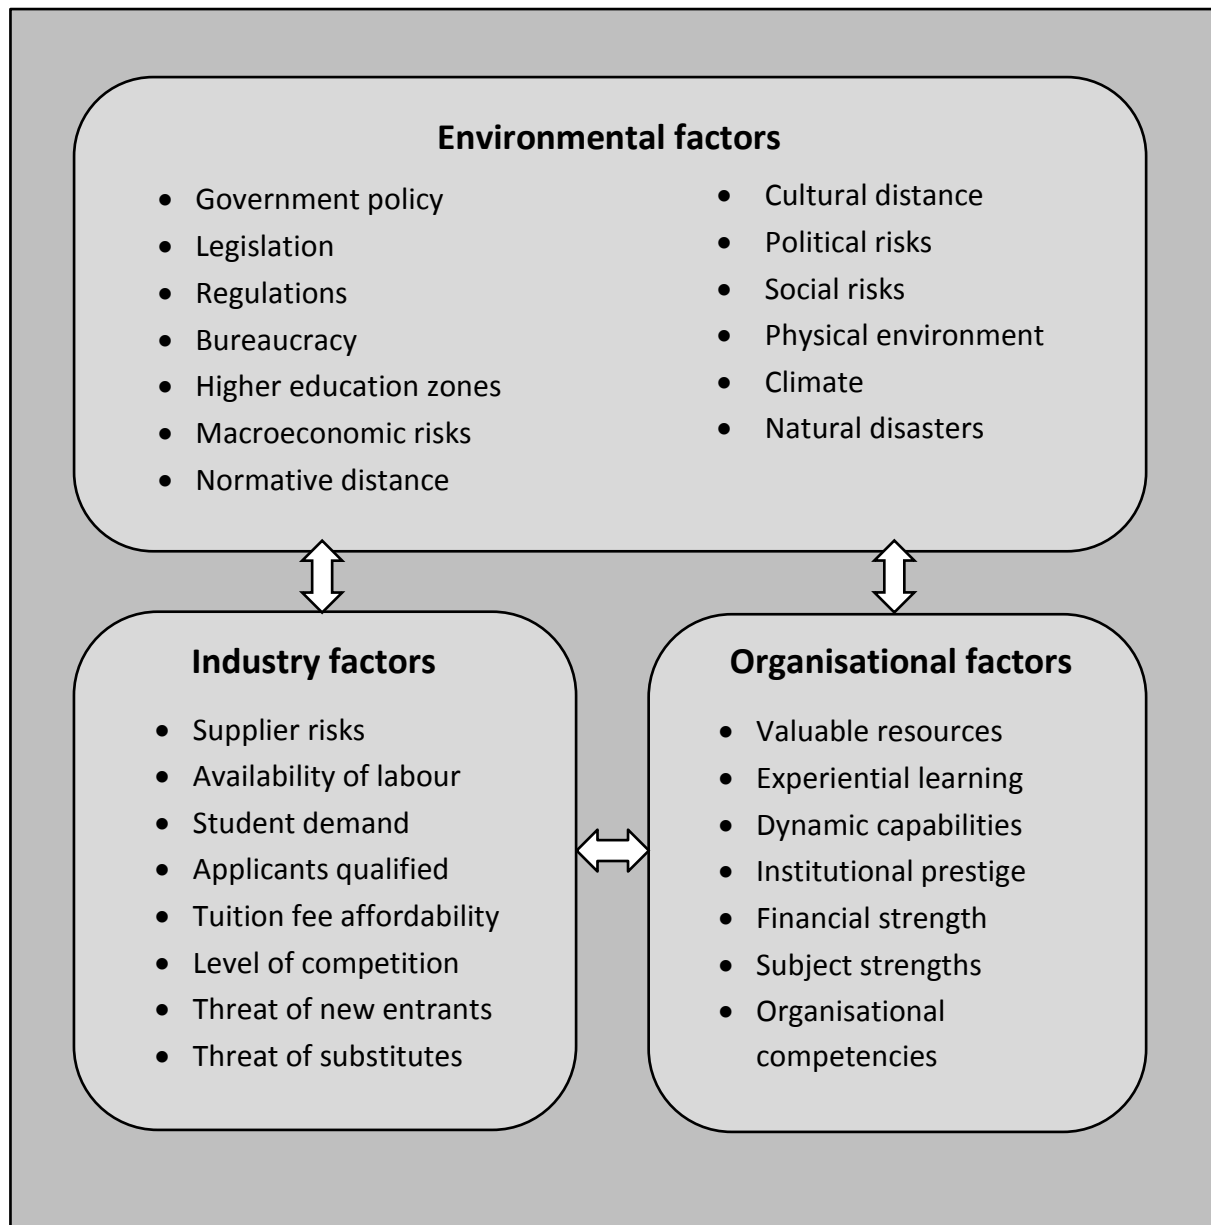 Environmental factors
• Government policy
• Legislation
• Regulations
• Bureaucracy
• Higher education zones
• Macroeconomic risks
• Normative distance
• Cultural distance
• Political risks
• Social risks
• Physical environment
• Climate
• Natural disasters
Industry factors
• Supplier risks
• Availability of labour
• Student demand
• Applicants qualified
• Tuition fee affordability
• Level of competition
• Threat of new entrants
• Threat of substitutes
Organisational factors
• Valuable resources
• Experiential learning
• Dynamic capabilities
• Institutional prestige
• Financial strength
• Subject strengths
• Organisational
competencies